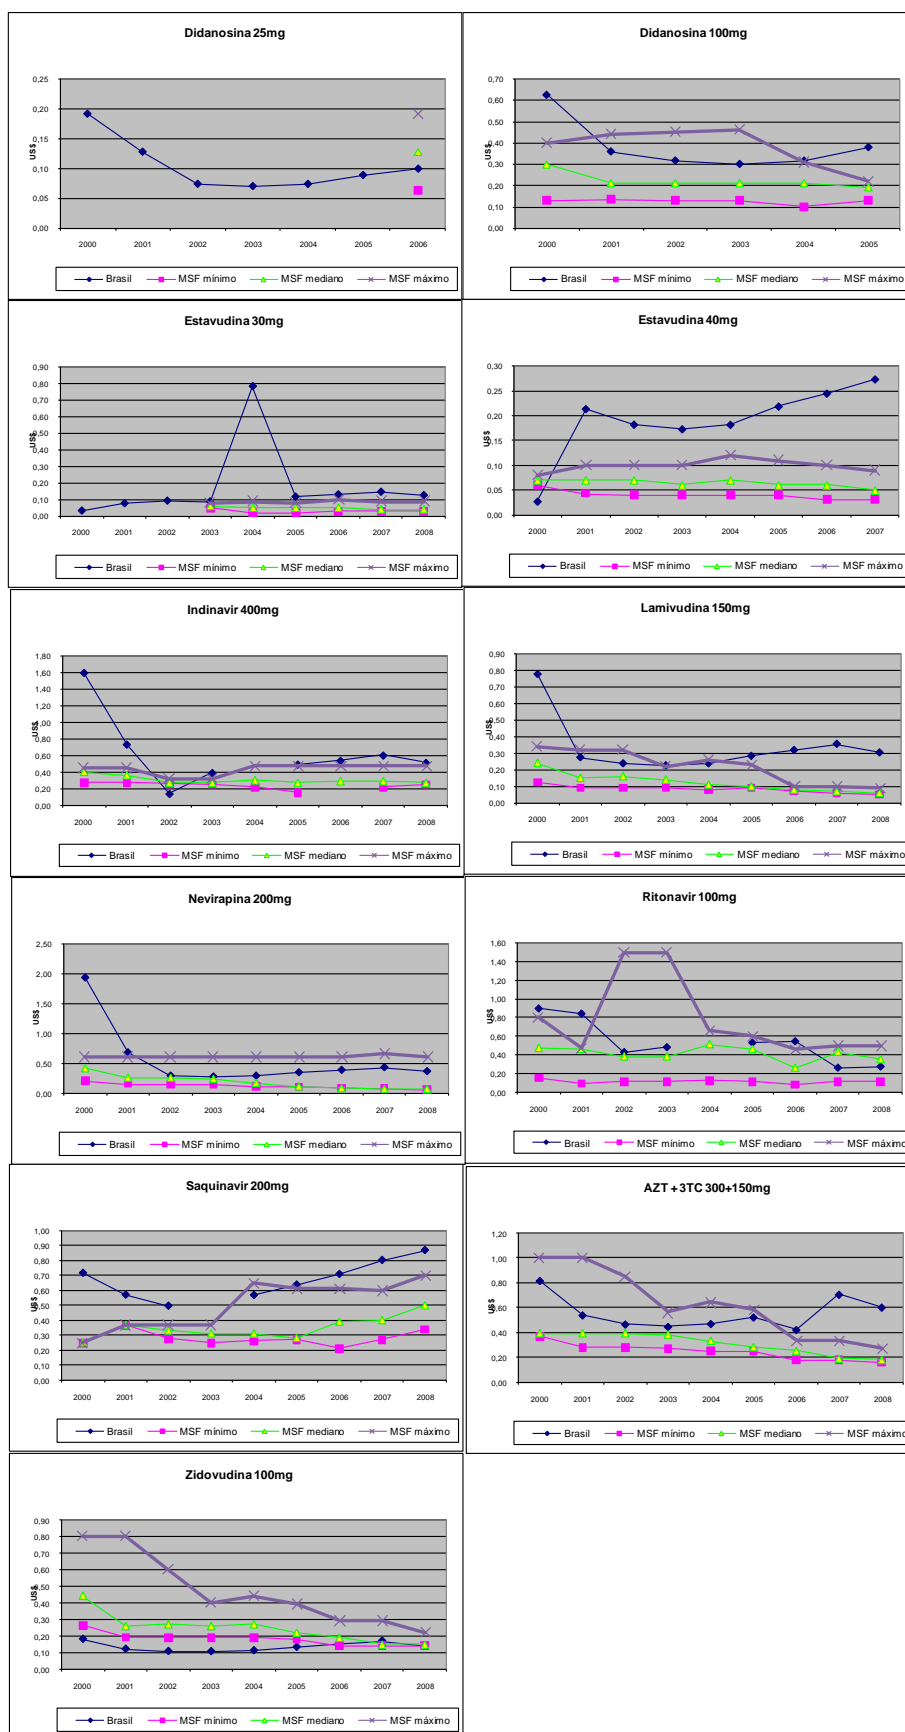 Didanosina 25mg
0,25
0,20
0,15
0,10
0,05
0,00
US$
2000 2001 2002 2003 2004 2005 2006
Brasil MSF mínimo MSF mediano MSF máximo
Didanosina 100mg
0,70
0,60
0,50
0,40
0,30
0,20
0,10
0,00
US$
2000 2001 2002 2003 2004 2005
Brasil MSF mínimo MSF mediano MSF máximo
Estavudina 30mg
0,90
0,80
0,70
0,60
0,50
0,40
0,30
0,20
0,10
0,00
US$
2000 2001 2002 2003 2004 2005 2006 2007 2008
Brasil MSF mínimo MSF mediano MSF máximo
Estavudina 40mg
0,30
0,25
0,20
0,15
0,10
0,05
0,00
US$
2000 2001 2002 2003 2004 2005 2006 2007
Brasil MSF mínimo MSF mediano MSF máximo
Indinavir 400mg
1,80
1,60
1,40
1,20
1,00
0,80
0,60
0,40
0,20
0,00
US$
2000 2001 2002 2003 2004 2005 2006 2007 2008
Brasil MSF mínimo MSF mediano MSF máximo
Lamivudina 150mg
0,90
0,80
0,70
0,60
0,50
0,40
0,30
0,20
0,10
0,00
US$
2000 2001 2002 2003 2004 2005 2006 2007 2008
Brasil MSF mínimo MSF mediano MSF máximo
Nevirapina 200mg
2,50
2,00
1,50
1,00
0,50
0,00
US$
2000 2001 2002 2003 2004 2005 2006 2007 2008
Brasil MSF mínimo MSF mediano MSF máximo
Ritonavir 100mg
1,60
1,40
1,20
1,00
0,80
0,60
0,40
0,20
0,00
US$
2000 2001 2002 2003 2004 2005 2006 2007 2008
Brasil MSF mínimo MSF mediano MSF máximo
Saquinavir 200mg
1,00
0,90
0,80
0,70
0,60
0,50
0,40
0,30
0,20
0,10
0,00
US$
2000 2001 2002 2003 2004 2005 2006 2007 2008
Brasil MSF mínimo MSF mediano MSF máximo
AZT + 3TC 300+150mg
1,20
1,00
0,80
0,60
0,40
0,20
0,00
US$
2000 2001 2002 2003 2004 2005 2006 2007 2008
Brasil MSF mínimo MSF mediano MSF máximo
Zidovudina 100mg
0,90
0,80
0,70
0,60
0,50
0,40
0,30
0,20
0,10
0,00
US$
2000 2001 2002 2003 2004 2005 2006 2007 2008
Brasil MSF mínimo MSF mediano MSF máximo